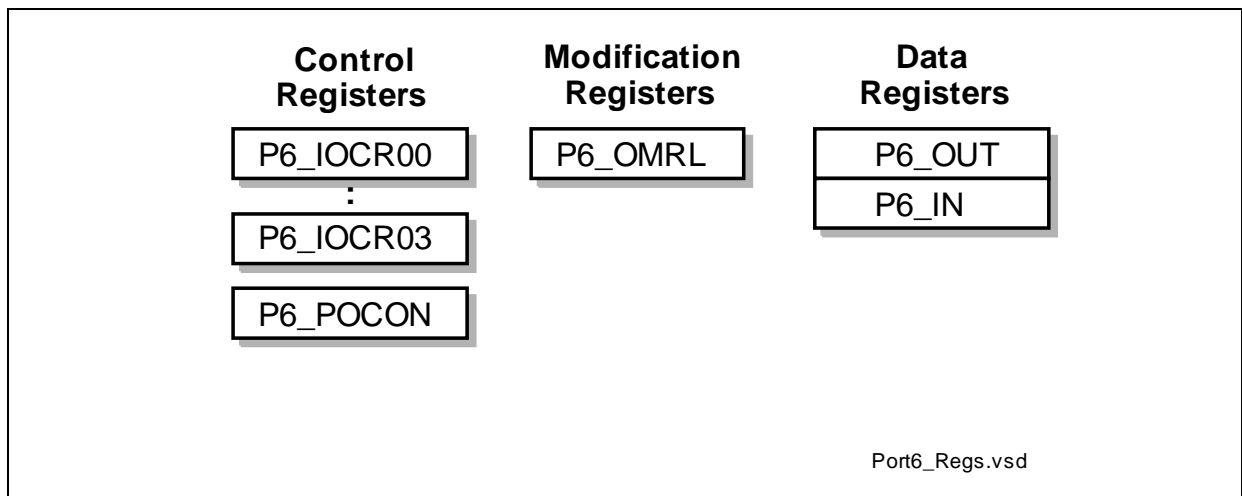 Control
Registers
Modification
Registers
Data
Registers
P6_IOCR00
:
P6_IOCR03
P6_POCON
P6_OMRL
P6_OUT
P6_IN
Port6_Regs.vsd